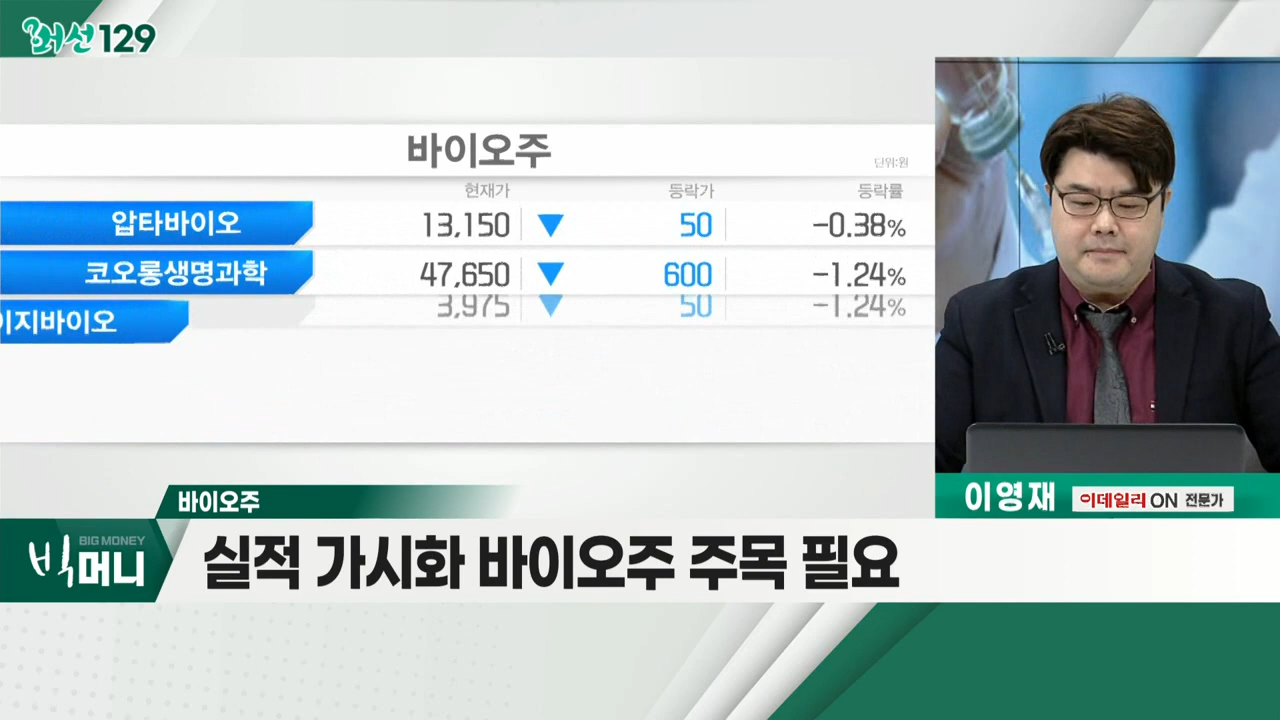 머선129
바이오주
단위:원
현재가 등락가 등락률
압타바이오 13,150 ▼ 50 -0.38%
코오롱생명과학 47,650 ▼ 600 -1.24%
이지바이오 3,975 ▼ 50 -1.24%
이영재 이데일리ON 전문가
바이오주
BIG MONEY
빅머니
실적 가시화 바이오주 주목 필요